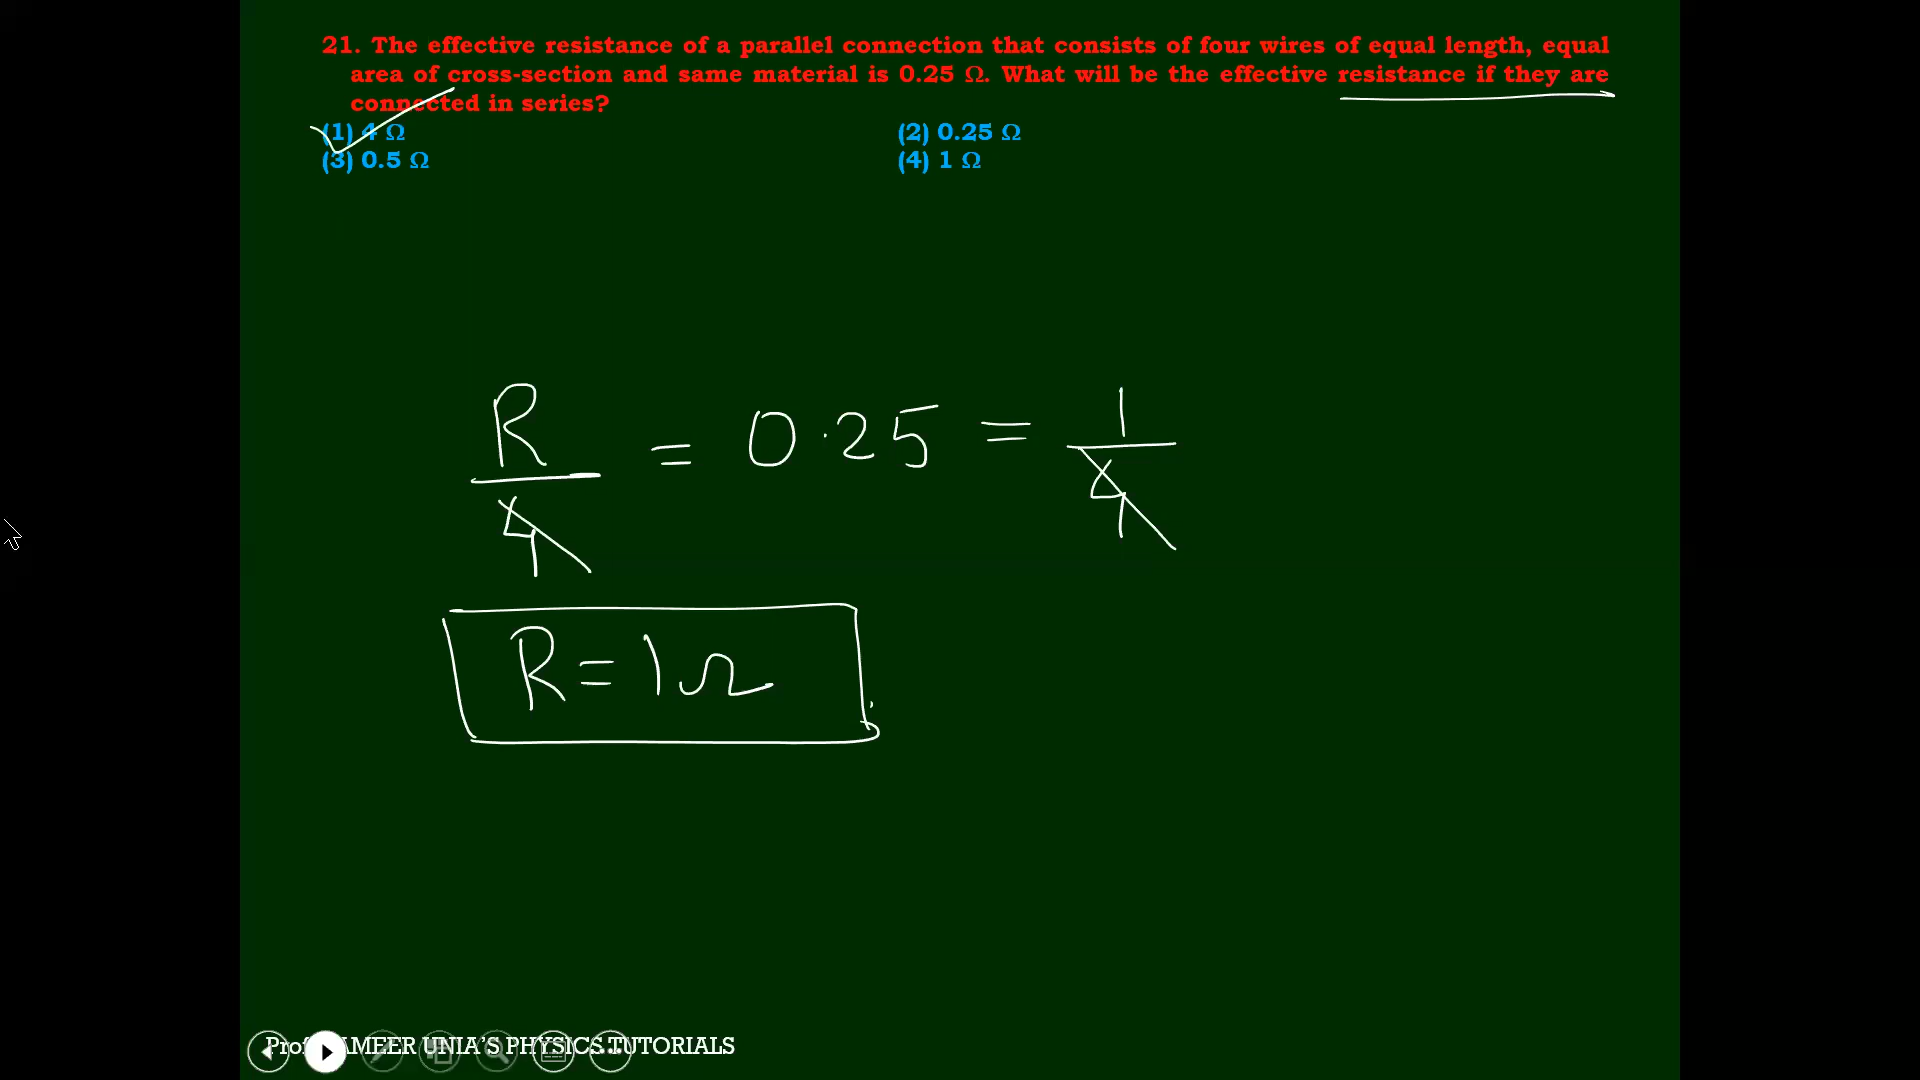 21. The effective resistance of a parallel connection that consists of four wires of equal length, equal
area of cross-section and same material is 0.25 Ω. What will be the effective resistance if they are
connected in series?
(1) 4 Ω (2) 0.25 Ω
(3) 0.5 Ω (4) 1 Ω
R/4 = 0.25 = 1/4
R = 1Ω
UNIA'S PHYSICS TUTORIALS